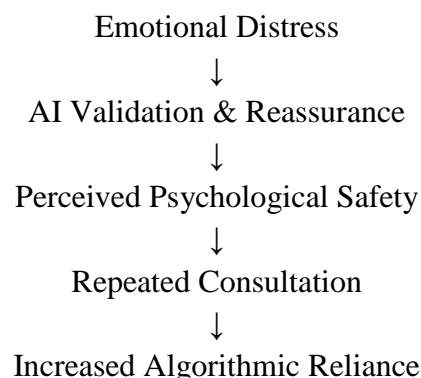 Emotional Distress
↓
AI Validation & Reassurance
↓
Perceived Psychological Safety
↓
Repeated Consultation
↓
Increased Algorithmic Reliance